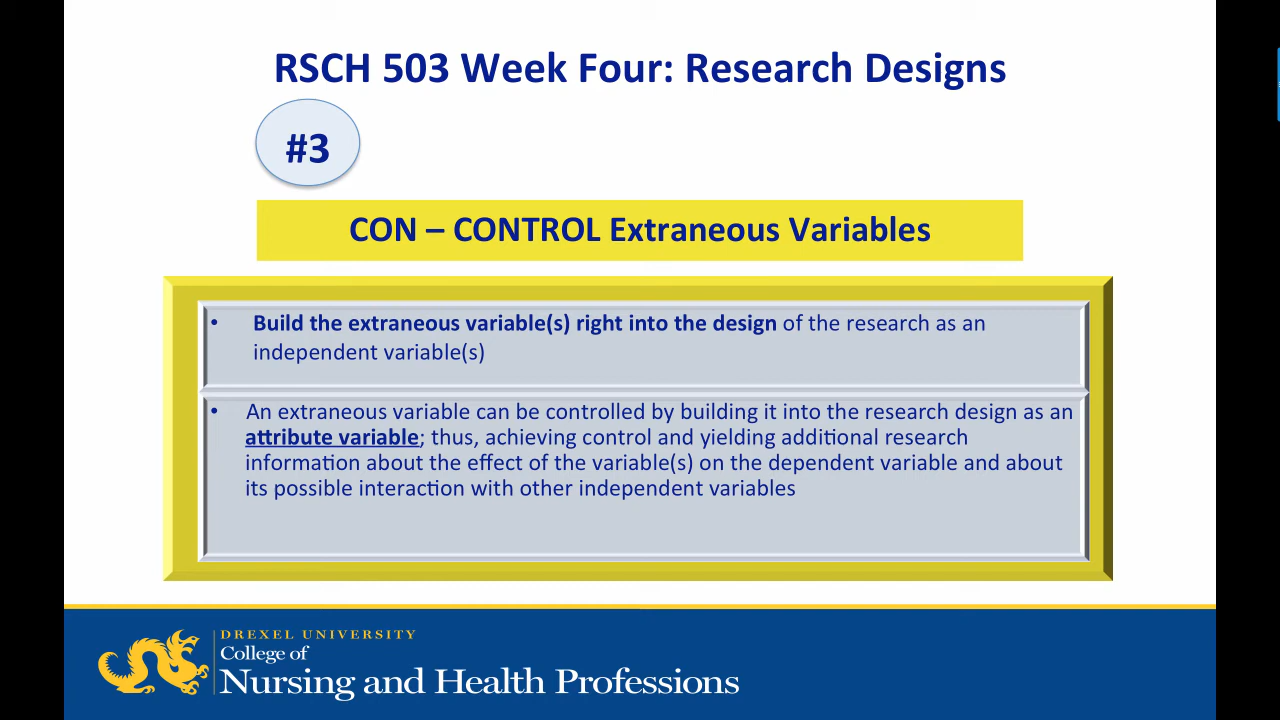 RSCH 503 Week Four: Research Designs
#3
CON – CONTROL Extraneous Variables
• Build the extraneous variable(s) right into the design of the research as an
independent variable(s)
• An extraneous variable can be controlled by building it into the research design as an
attribute variable; thus, achieving control and yielding additional research
information about the effect of the variable(s) on the dependent variable and about
its possible interaction with other independent variables
DREXEL UNIVERSITY
College of
Nursing and Health Professions